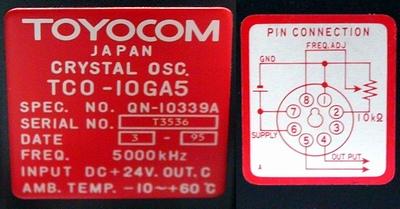 TOYOCOM
JAPAN
CRYSTAL OSC.
TCO-10GA5
SPEC. NO. QN-10339A
SERIAL NO. T3536
DATE 3 - 95
FREQ. 5000kHz
INPUT DC+24V.OUT.C
AMB. TEMP. -10~+60°C
PIN CONNECTION
FREQ.ADJ
GND
10kΩ
8 1
7 2
6 3
5 4
SUPPLY
OUT PUT